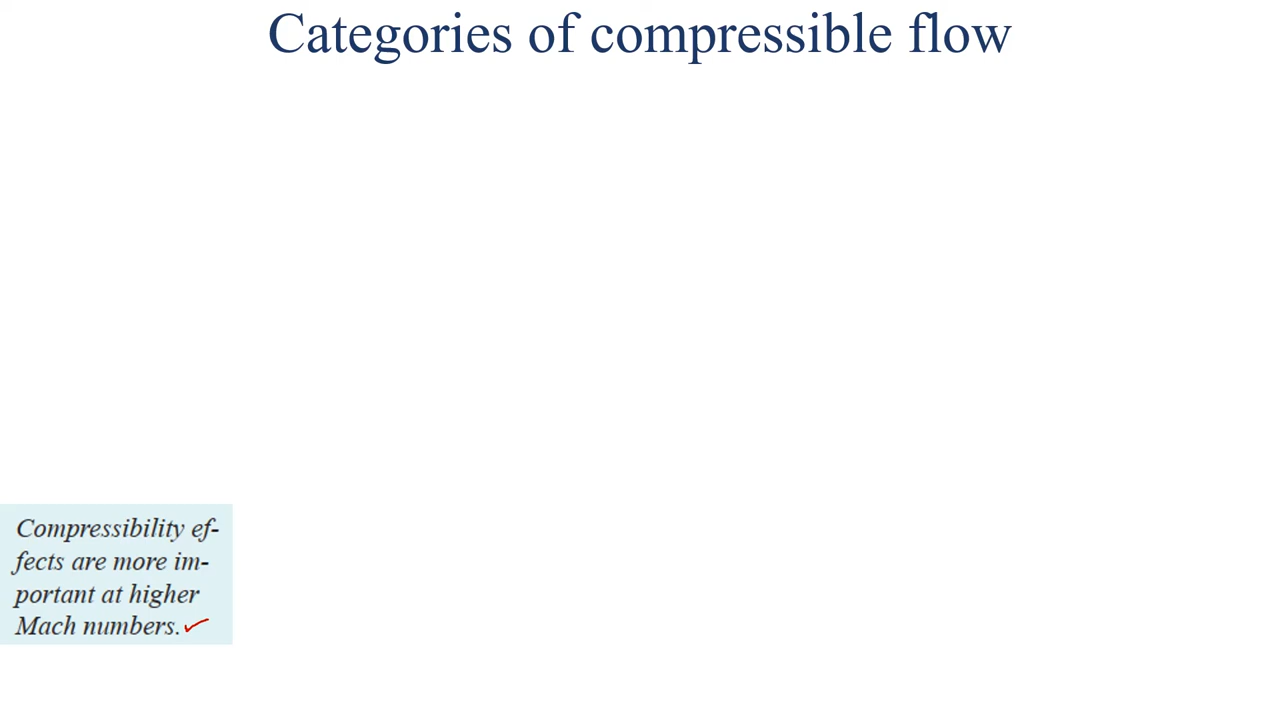 Categories of compressible flow
Compressibility ef-
fects are more im-
portant at higher
Mach numbers.